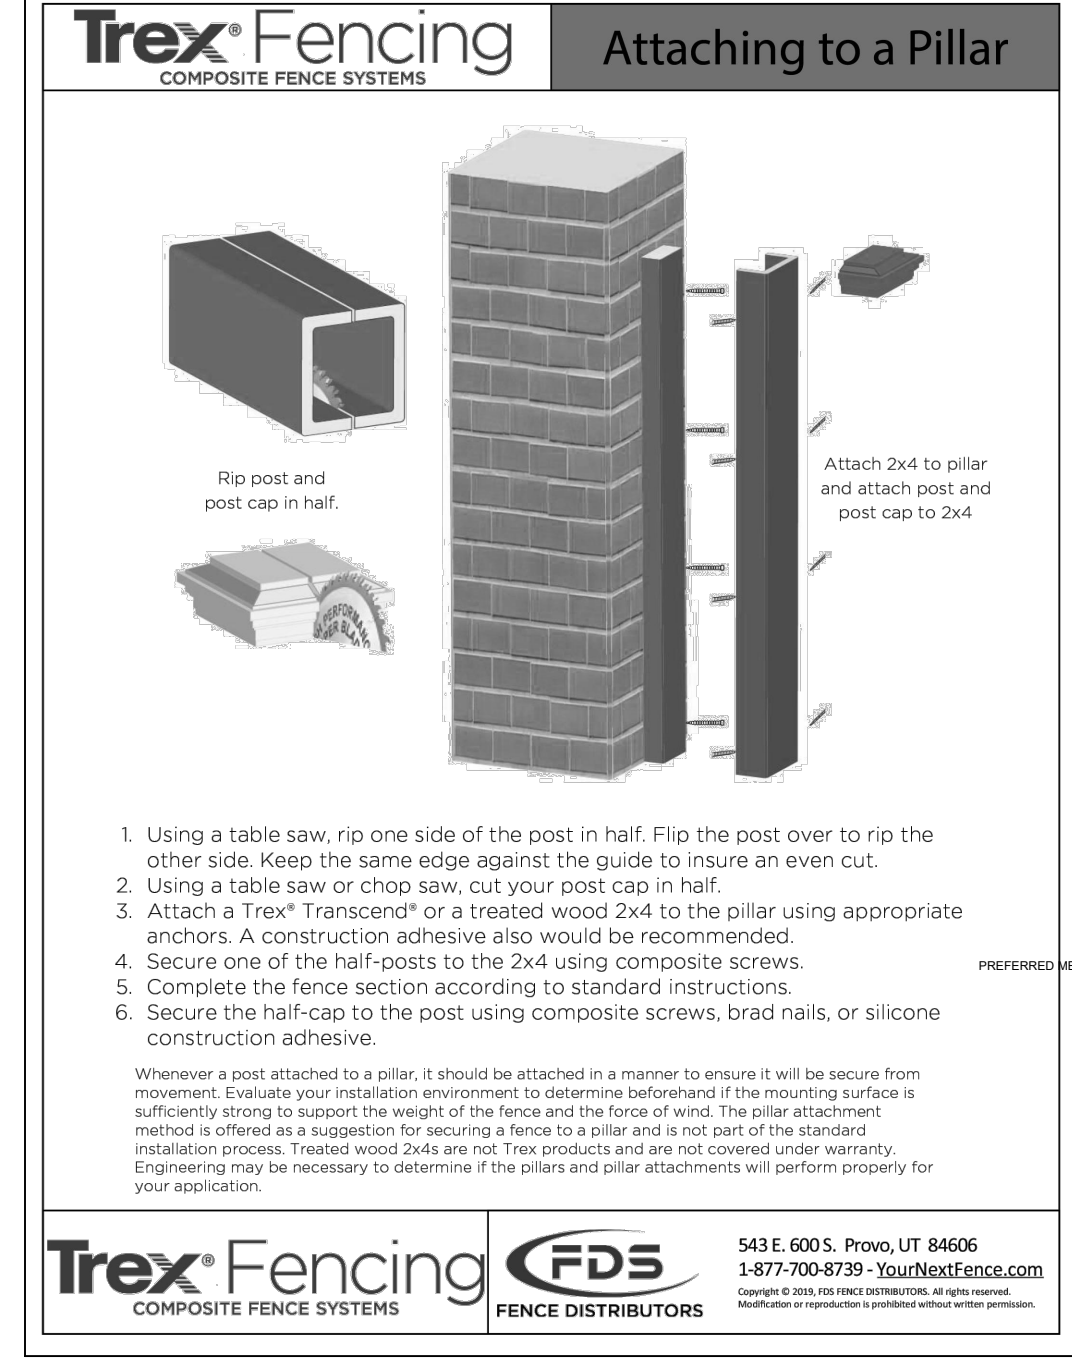 Trex® Fencing
COMPOSITE FENCE SYSTEMS
Attaching to a Pillar
Rip post and
post cap in half.
Attach 2x4 to pillar
and attach post and
post cap to 2x4
1. Using a table saw, rip one side of the post in half. Flip the post over to rip the
other side. Keep the same edge against the guide to insure an even cut.
2. Using a table saw or chop saw, cut your post cap in half.
3. Attach a Trex® Transcend® or a treated wood 2x4 to the pillar using appropriate
anchors. A construction adhesive also would be recommended.
4. Secure one of the half-posts to the 2x4 using composite screws.
PREFERRED
5. Complete the fence section according to standard instructions.
6. Secure the half-cap to the post using composite screws, brad nails, or silicone
construction adhesive.
Whenever a post attached to a pillar, it should be attached in a manner to ensure it will be secure from
movement. Evaluate your installation environment to determine beforehand if the mounting surface is
sufficiently strong to support the weight of the fence and the force of wind. The pillar attachment
method is offered as a suggestion for securing a fence to a pillar and is not part of the standard
installation process. Treated wood 2x4s are not Trex products and are not covered under warranty.
Engineering may be necessary to determine if the pillars and pillar attachments will perform properly for
your application.
Trex® Fencing
COMPOSITE FENCE SYSTEMS
FDS
FENCE DISTRIBUTORS
543 E. 600 S. Provo, UT 84606
1-877-700-8739 - YourNextFence.com
Copyright © 2019, FDS FENCE DISTRIBUTORS. All rights reserved.
Modification or reproduction is prohibited without written permission.